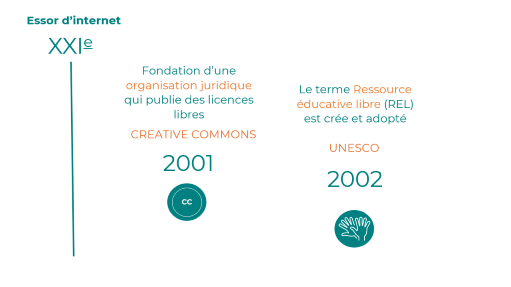 Essor d'internet
XXIe
Fondation d'une
organisation juridique
qui publie des licences
libres
CREATIVE COMMONS
2001
cc
Le terme Ressource
éducative libre (REL)
est crée et adopté
UNESCO
2002